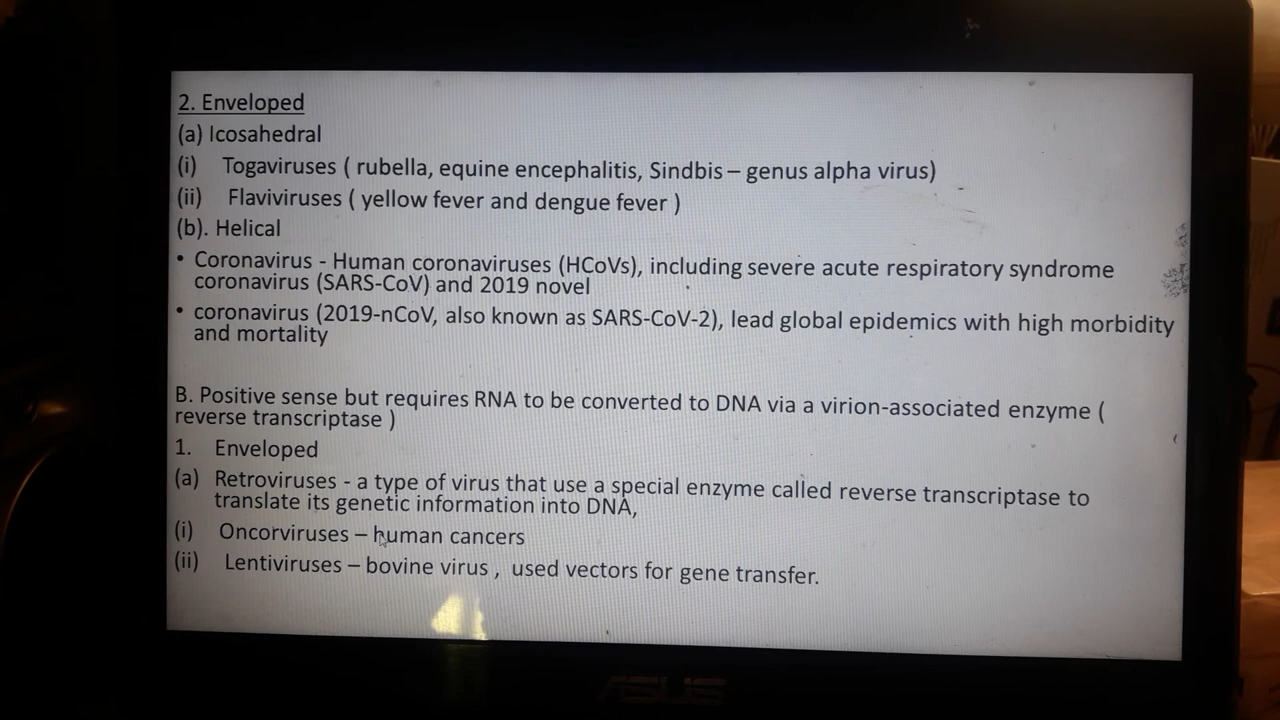 2. Enveloped
(a) Icosahedral
(i) Togaviruses ( rubella, equine encephalitis, Sindbis – genus alpha virus)
(ii) Flaviviruses ( yellow fever and dengue fever )
(b). Helical
• Coronavirus - Human coronaviruses (HCoVs), including severe acute respiratory syndrome
coronavirus (SARS-CoV) and 2019 novel
• coronavirus (2019-nCoV, also known as SARS-CoV-2), lead global epidemics with high morbidity
and mortality
B. Positive sense but requires RNA to be converted to DNA via a virion-associated enzyme (
reverse transcriptase )
1. Enveloped
(a) Retroviruses - a type of virus that use a special enzyme called reverse transcriptase to
translate its genetic information into DNA,
(i) Oncorviruses – human cancers
(ii) Lentiviruses – bovine virus , used vectors for gene transfer.
ASUS